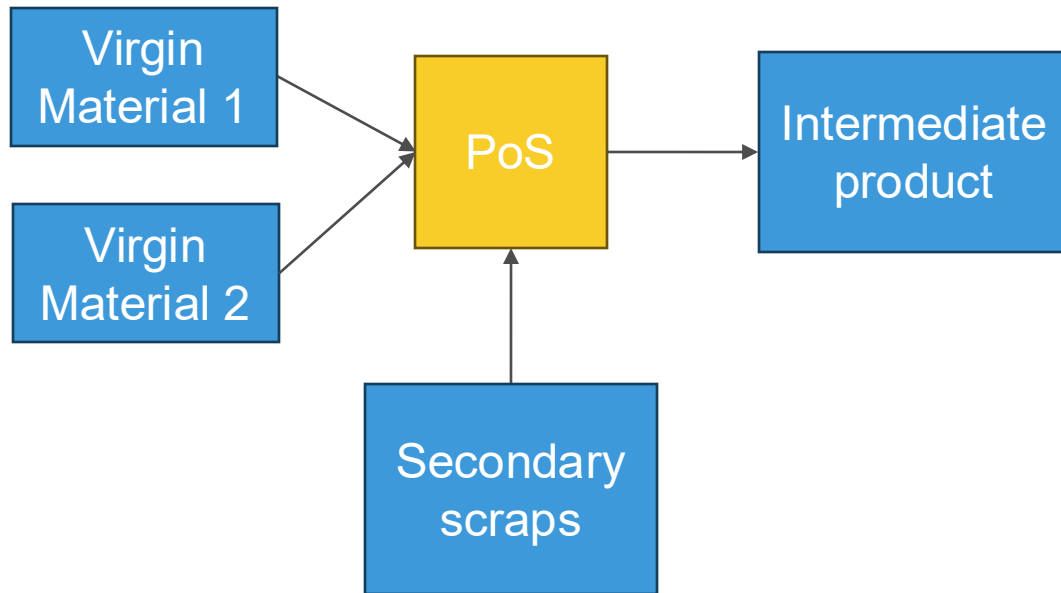 Virgin
Material 1
PoS
Intermediate
product
Virgin
Material 2
Secondary
scraps